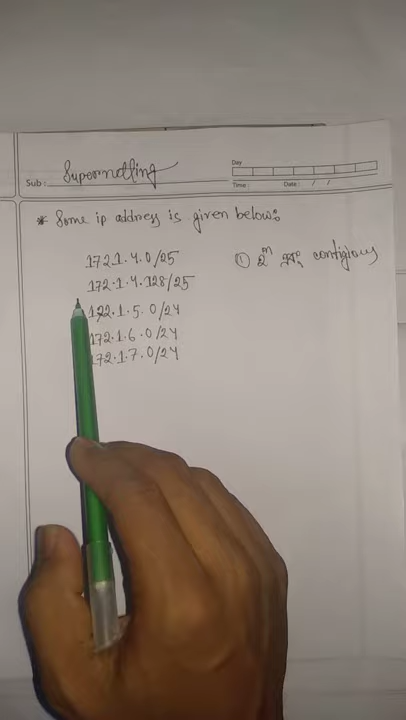 Day
Sub: Supernetting
Time: Date: / /
* Some ip address is given below:
172.1.4.0/25
172.1.4.128/25
172.1.5.0/24
172.1.6.0/24
172.1.7.0/24
① 2^m contigious